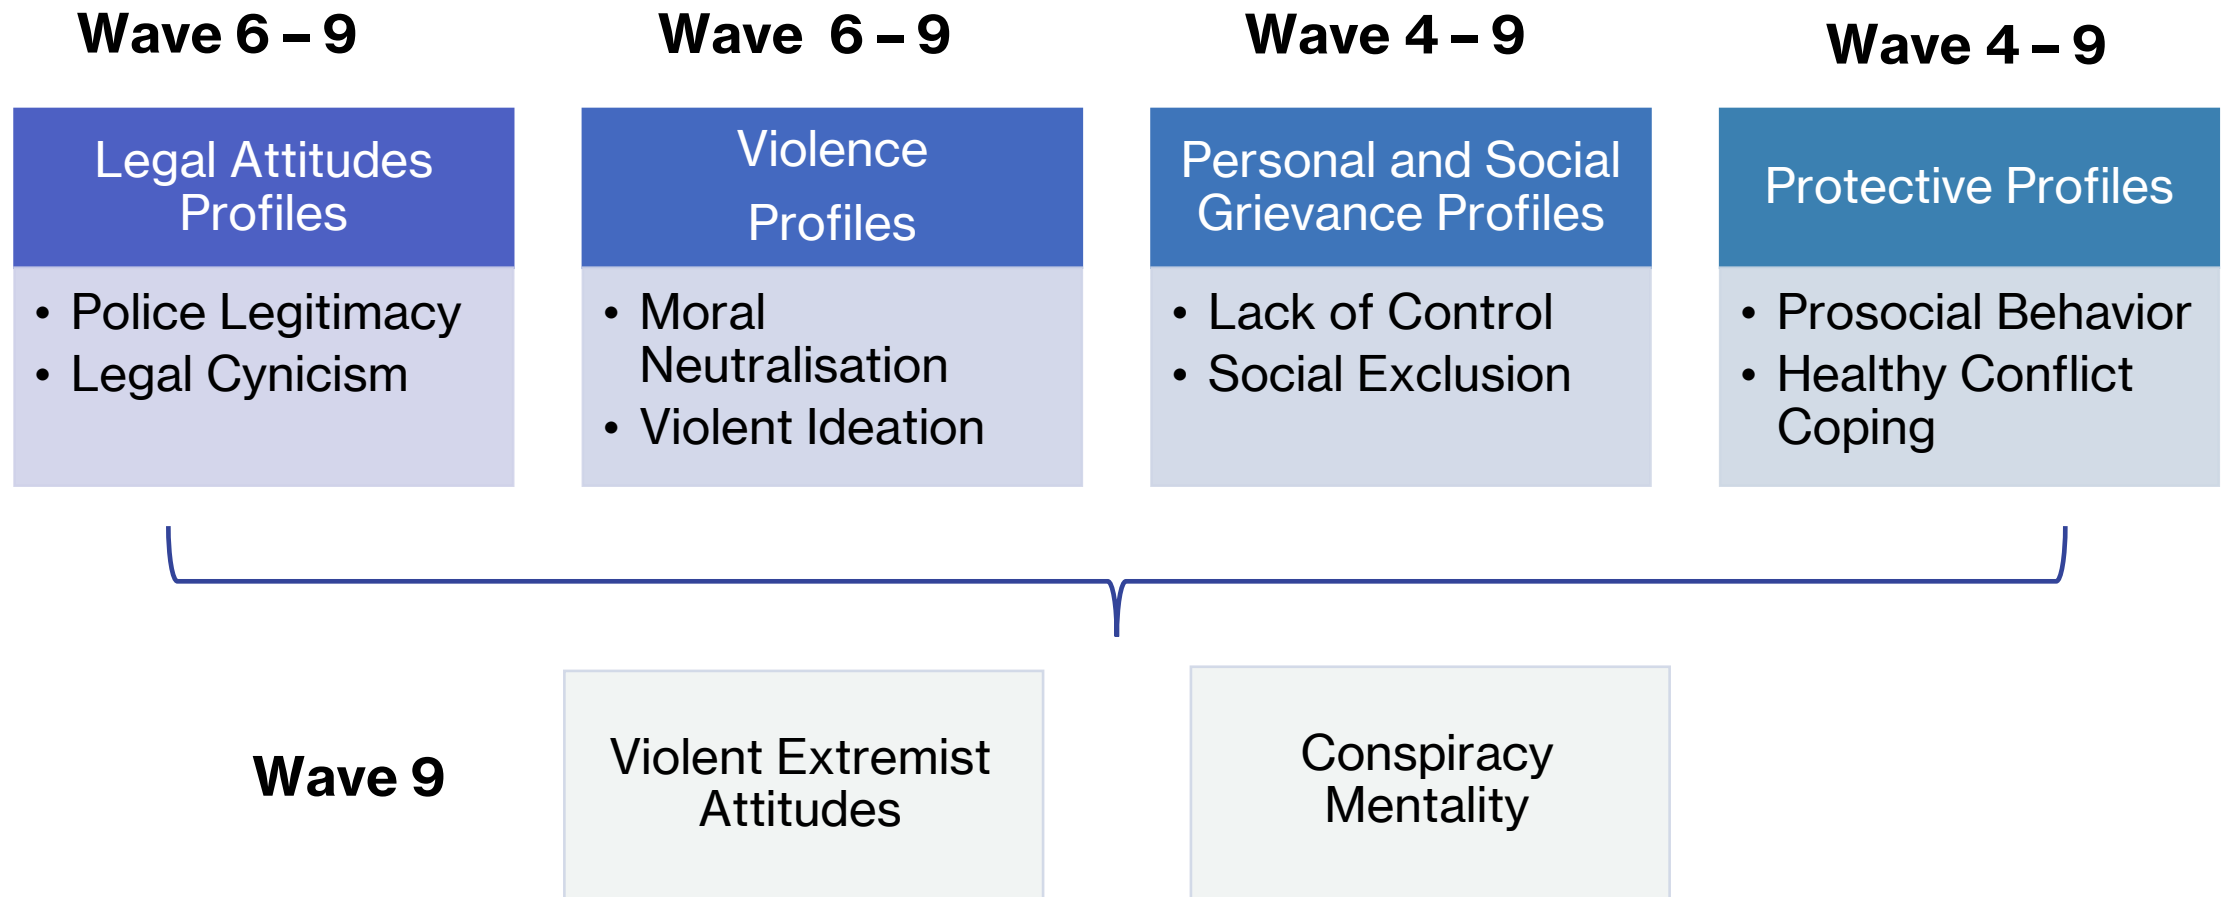 Wave 6 – 9
Wave 6 – 9
Wave 4 – 9
Wave 4 – 9
Legal Attitudes
Profiles
Violence
Profiles
Personal and Social
Grievance Profiles
Protective Profiles
• Police Legitimacy
• Legal Cynicism
• Moral
Neutralisation
• Violent Ideation
• Lack of Control
• Social Exclusion
• Prosocial Behavior
• Healthy Conflict
Coping
Wave 9
Violent Extremist
Attitudes
Conspiracy
Mentality